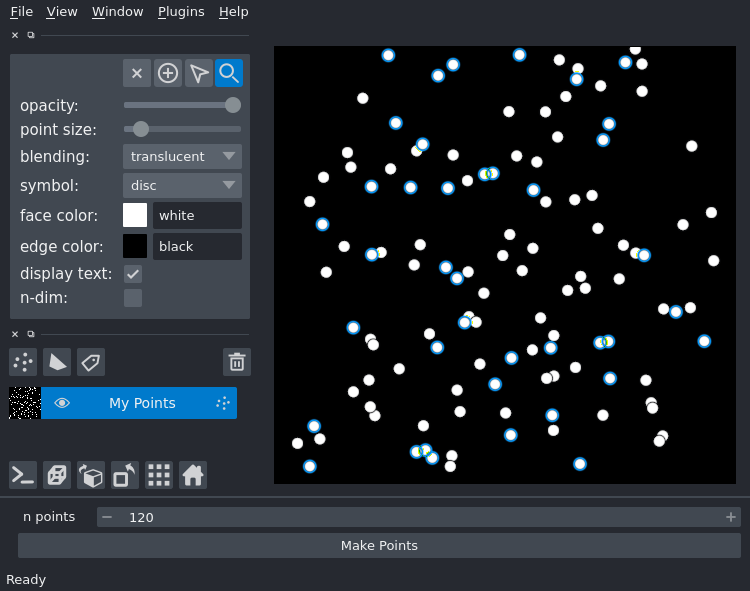 File View Window Plugins Help
opacity:
point size:
blending: translucent
symbol: disc
face color: white
edge color: black
display text:
n-dim:
My Points
n points 120
Make Points
Ready